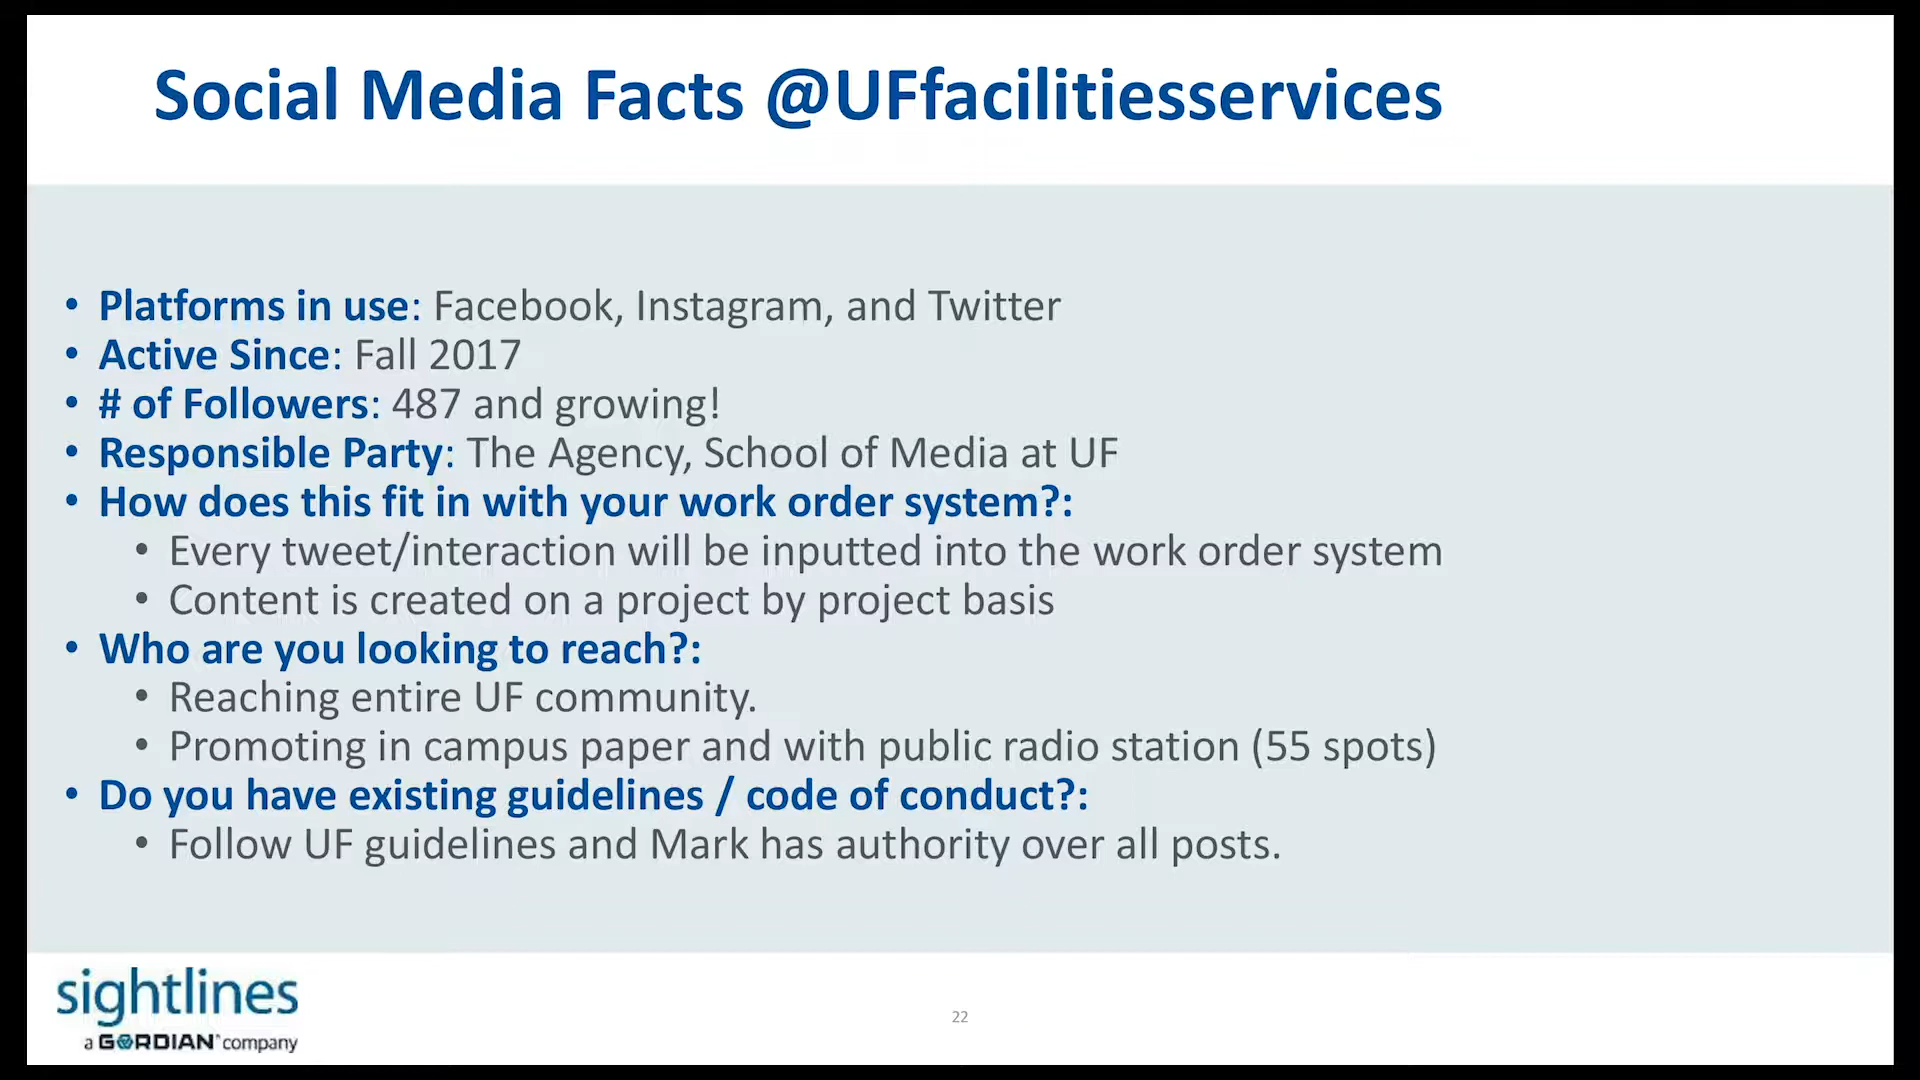 Social Media Facts @UFfacilitiesservices
• Platforms in use: Facebook, Instagram, and Twitter
• Active Since: Fall 2017
• # of Followers: 487 and growing!
• Responsible Party: The Agency, School of Media at UF
• How does this fit in with your work order system?:
• Every tweet/interaction will be inputted into the work order system
• Content is created on a project by project basis
• Who are you looking to reach?:
• Reaching entire UF community.
• Promoting in campus paper and with public radio station (55 spots)
• Do you have existing guidelines / code of conduct?:
• Follow UF guidelines and Mark has authority over all posts.
sightlines
a GORDIAN company
22